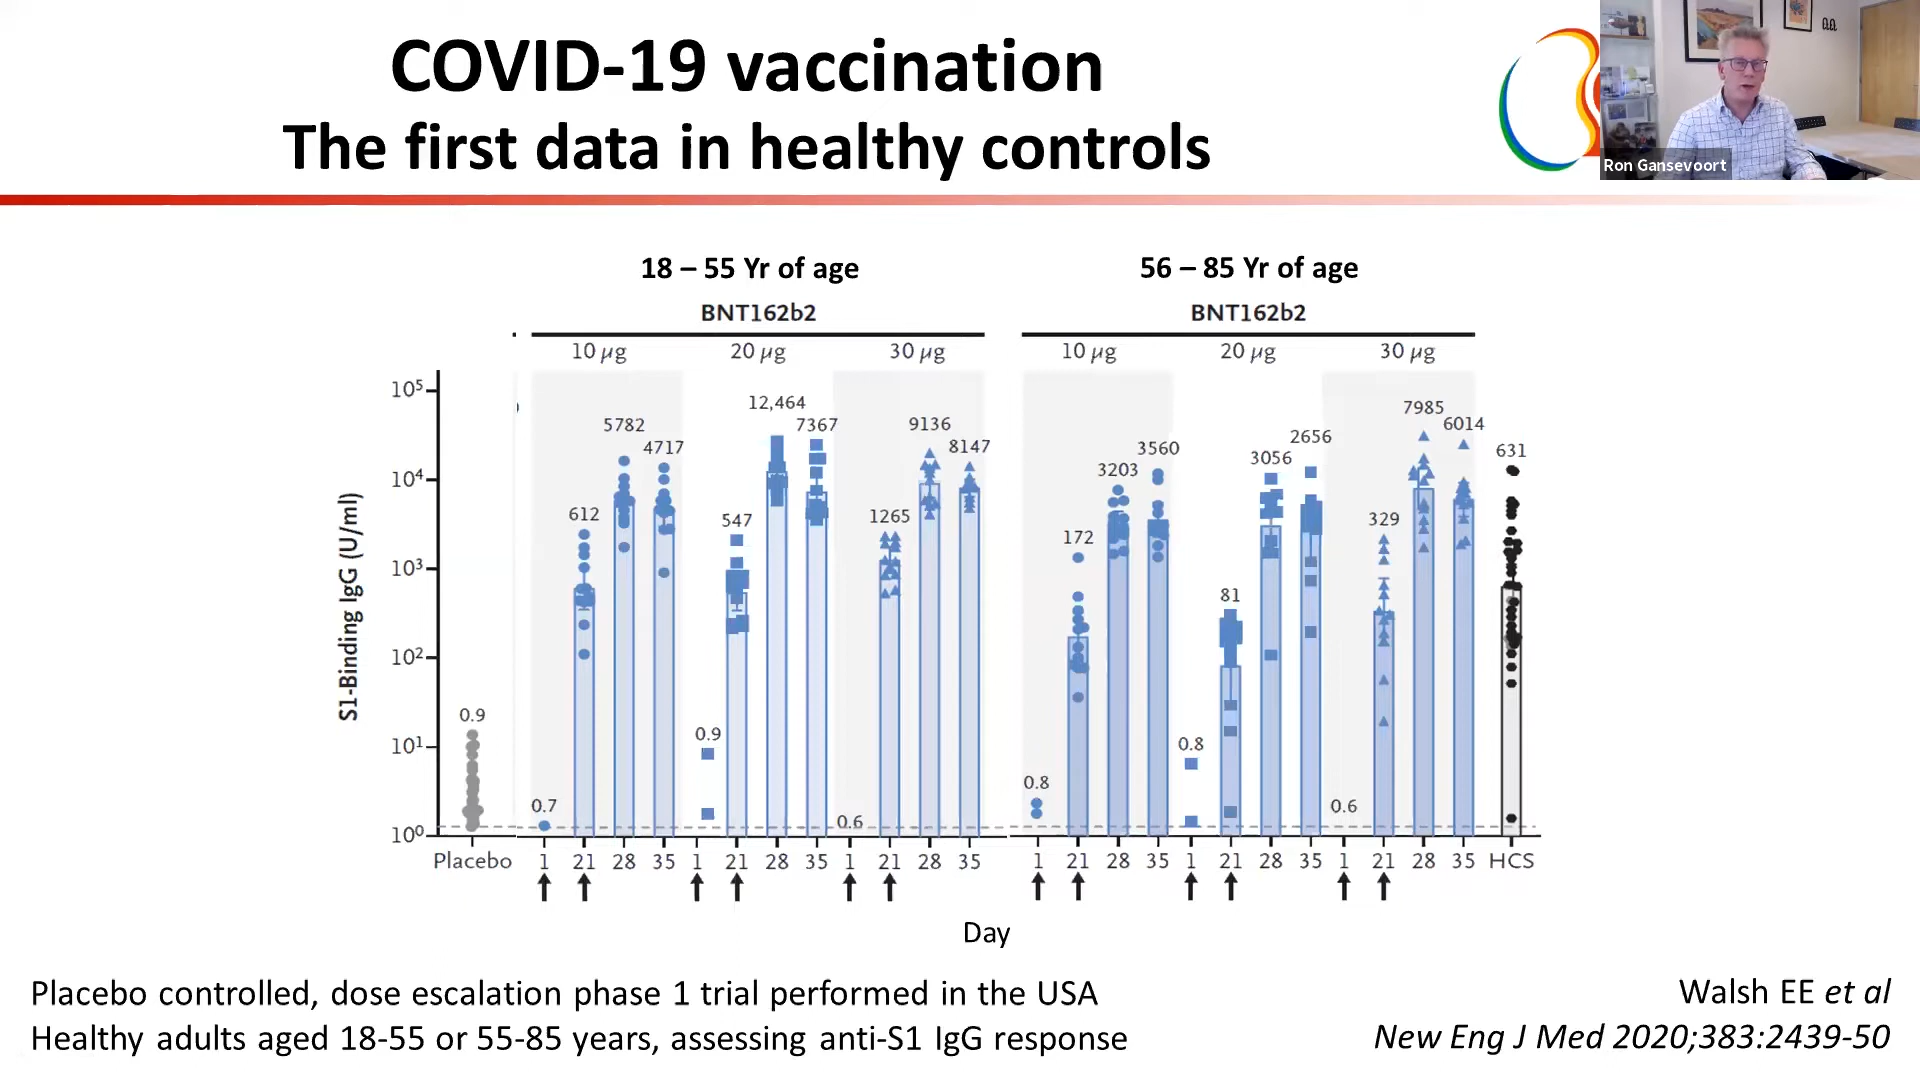 COVID-19 vaccination
The first data in healthy controls
Ron Gansevoort
18 – 55 Yr of age
56 – 85 Yr of age
BNT162b2
BNT162b2
10 µg 20 µg 30 µg
10 µg 20 µg 30 µg
S1-Binding IgG (U/ml)
10⁵
10⁴
10³
10²
10¹
10⁰
0.9
0.7 612 5782 4717
0.9 547 12,464 7367
0.6 1265 9136 8147
0.8 172 3203 3560
0.8 81 3056 2656
0.6 329 7985 6014
631
Placebo 1 21 28 35 1 21 28 35 1 21 28 35 1 21 28 35 1 21 28 35 1 21 28 35 HCS
Day
Placebo controlled, dose escalation phase 1 trial performed in the USA
Healthy adults aged 18-55 or 55-85 years, assessing anti-S1 IgG response
Walsh EE et al
New Eng J Med 2020;383:2439-50